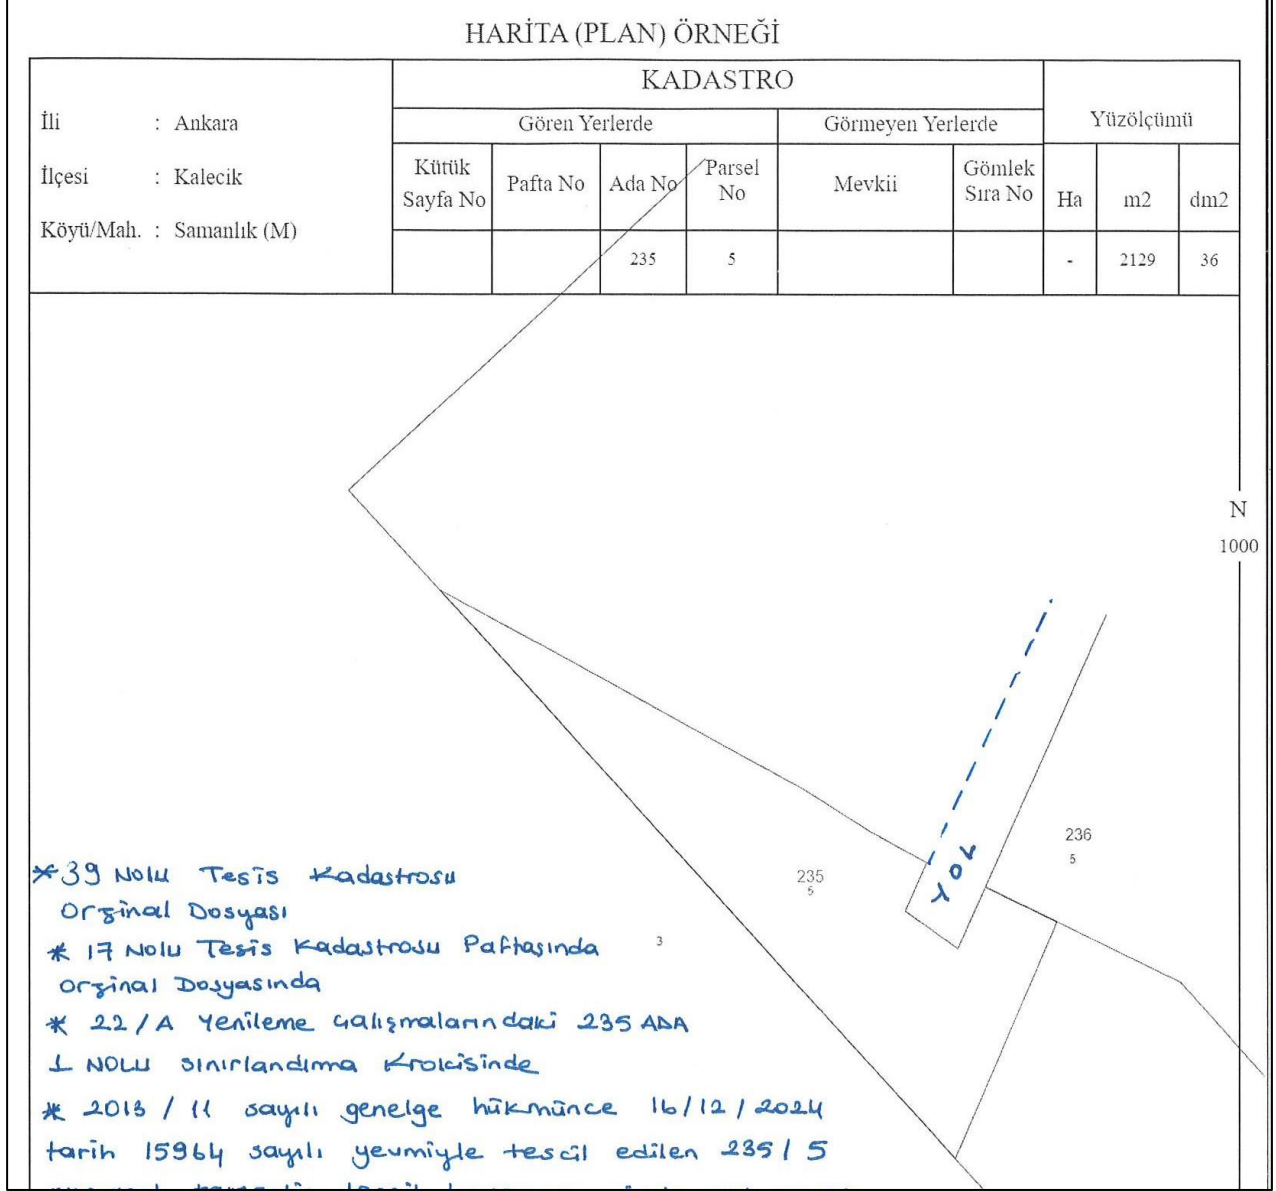 HARİTA (PLAN) ÖRNEĞİ
İli : Ankara
İlçesi : Kalecik
Köyü/Mah. : Samanlık (M)
KADASTRO
Gören Yerlerde
Görmeyen Yerlerde
Yüzölçümü
Kütük Sayfa No
Pafta No
Ada No
Parsel No
Mevkii
Gömlek Sıra No
Ha
m2
dm2
235
5
-
2129
36
N
1000
236
5
235
5
YOL
3
*39 Nolu Tesis Kadastrosu
Orjinal Dosyası
* 17 Nolu Tesis Kadastrosu Paftasında
Orjinal Dosyasında
* 22/A Yenileme çalışmalarındaki 235 ADA
1 NOLU sınırlandıma Krokisinde
* 2013 / 11 sayılı genelge hükmünce 16/12/2024
tarih 15964 sayılı yevmiyle tescil edilen 235/5